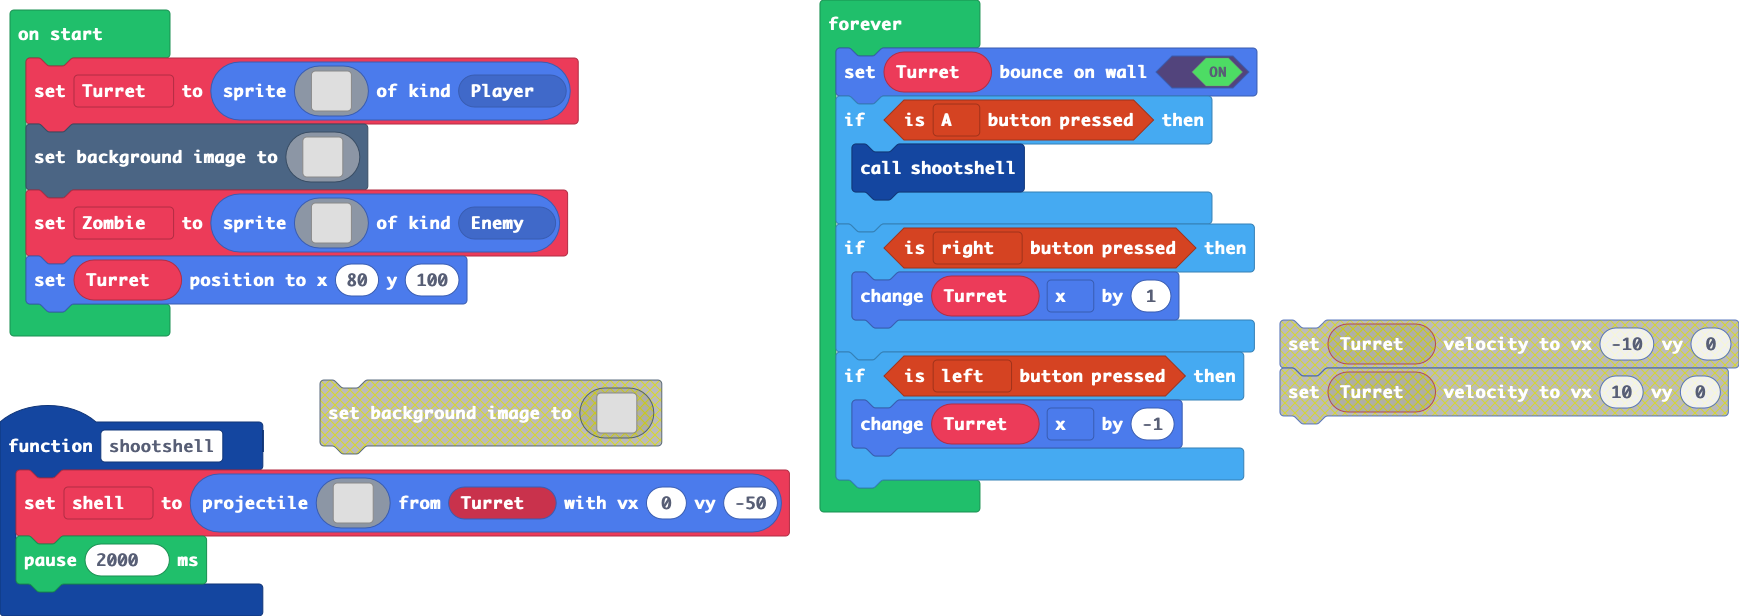 on start
set Turret to sprite of kind Player
set background image to
set Zombie to sprite of kind Enemy
set Turret position to x 80 y 100
set background image to
function shootshell
set shell to projectile from Turret with vx 0 vy -50
pause 2000 ms
forever
set Turret bounce on wall ON
if is A button pressed then
call shootshell
if is right button pressed then
change Turret x by 1
if is left button pressed then
change Turret x by -1
set Turret velocity to vx -10 vy 0
set Turret velocity to vx 10 vy 0